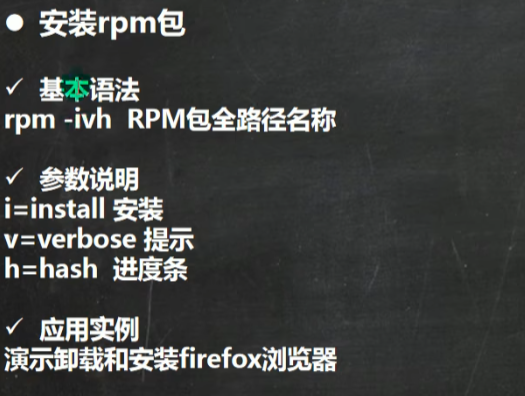 ● 安装rpm包
✓ 基本语法
rpm -ivh RPM包全路径名称
✓ 参数说明
i=install 安装
v=verbose 提示
h=hash 进度条
✓ 应用实例
演示卸载和安装firefox浏览器